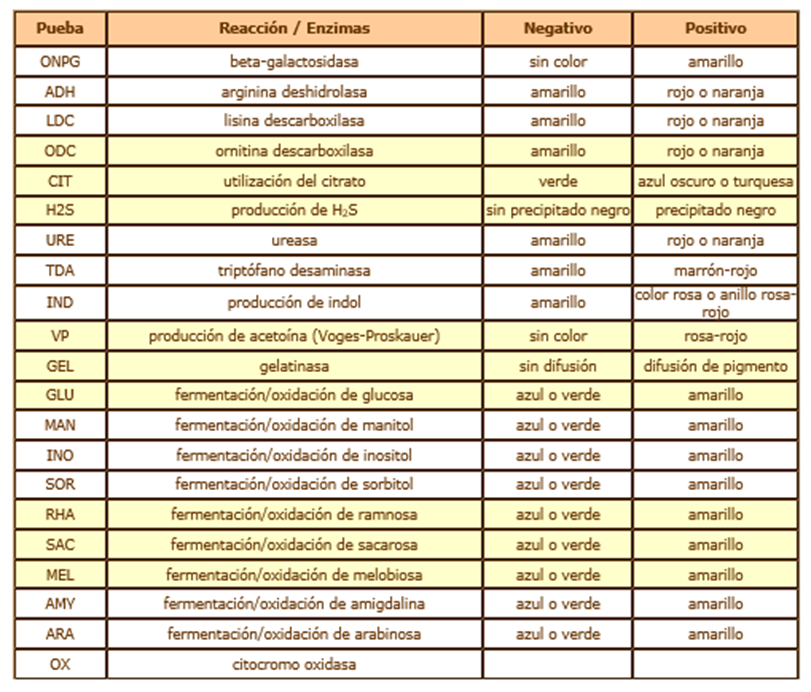 Prueba Reacción / Enzimas Negativo Positivo
ONPG beta-galactosidasa sin color amarillo
ADH arginina deshidrolasa amarillo rojo o naranja
LDC lisina descarboxilasa amarillo rojo o naranja
ODC ornitina descarboxilasa amarillo rojo o naranja
CIT utilización del citrato verde azul oscuro o turquesa
H2S producción de H₂S sin precipitado negro precipitado negro
URE ureasa amarillo rojo o naranja
TDA triptófano desaminasa amarillo marrón-rojo
IND producción de indol amarillo color rosa o anillo rosa-
rojo
VP producción de acetoína (Voges-Proskauer) sin color rosa-rojo
GEL gelatinasa sin difusión difusión de pigmento
GLU fermentación/oxidación de glucosa azul o verde amarillo
MAN fermentación/oxidación de manitol azul o verde amarillo
INO fermentación/oxidación de inositol azul o verde amarillo
SOR fermentación/oxidación de sorbitol azul o verde amarillo
RHA fermentación/oxidación de ramnosa azul o verde amarillo
SAC fermentación/oxidación de sacarosa azul o verde amarillo
MEL fermentación/oxidación de melobiosa azul o verde amarillo
AMY fermentación/oxidación de amigdalina azul o verde amarillo
ARA fermentación/oxidación de arabinosa azul o verde amarillo
OX citocromo oxidasa